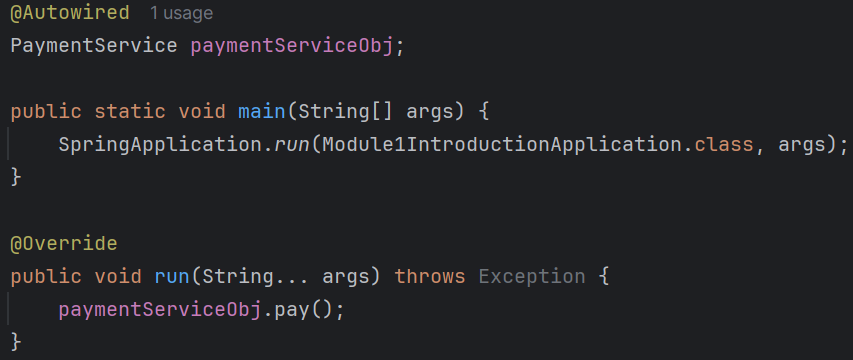 @Autowired 1 usage
PaymentService paymentServiceObj;
public static void main(String[] args) {
SpringApplication.run(Module1IntroductionApplication.class, args);
}
@Override
public void run(String... args) throws Exception {
paymentServiceObj.pay();
}